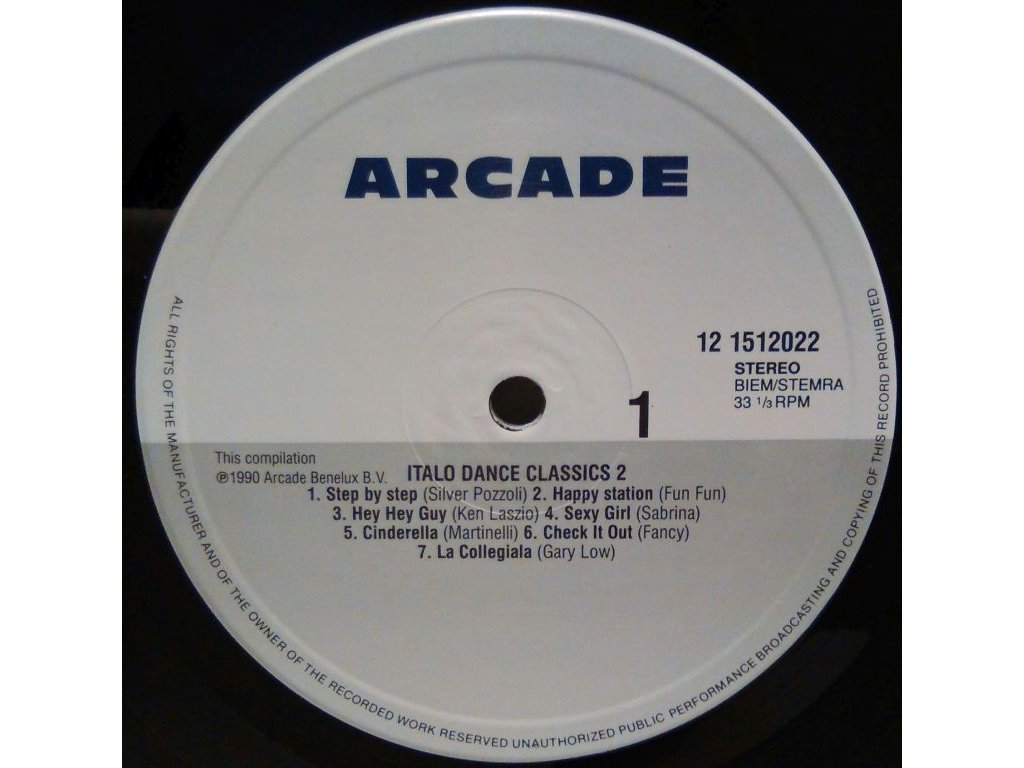 ARCADE
12 1512022
STEREO
BIEM/STEMRA
33 1/3 RPM
1
This compilation
℗1990 Arcade Benelux B.V.
ITALO DANCE CLASSICS 2
1. Step by step (Silver Pozzoli) 2. Happy station (Fun Fun)
3. Hey Hey Guy (Ken Laszio) 4. Sexy Girl (Sabrina)
5. Cinderella (Martinelli) 6. Check It Out (Fancy)
7. La Collegiala (Gary Low)
ALL RIGHTS OF THE MANUFACTURER AND OF THE OWNER OF THE RECORDED WORK RESERVED UNAUTHORIZED PUBLIC PERFORMANCE BROADCASTING AND COPYING OF THIS RECORD PROHIBITED